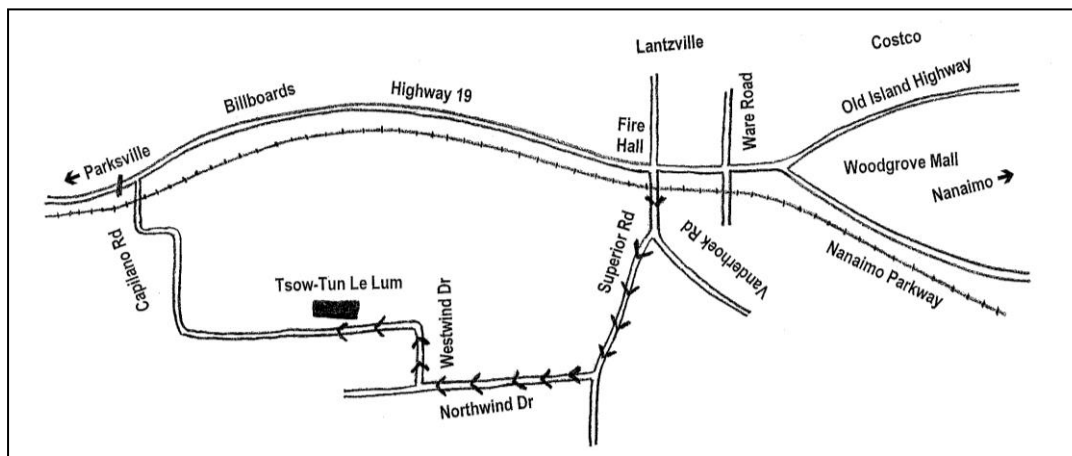 Lantzville
Costco
Old Island Highway
Billboards
Highway 19
Ware Road
Fire
Hall
Parksville
Woodgrove Mall
Nanaimo
Capilano Rd
Superior Rd
Vanderhoek Rd
Nanaimo Parkway
Tsow-Tun Le Lum
Westwind Dr
Northwind Dr